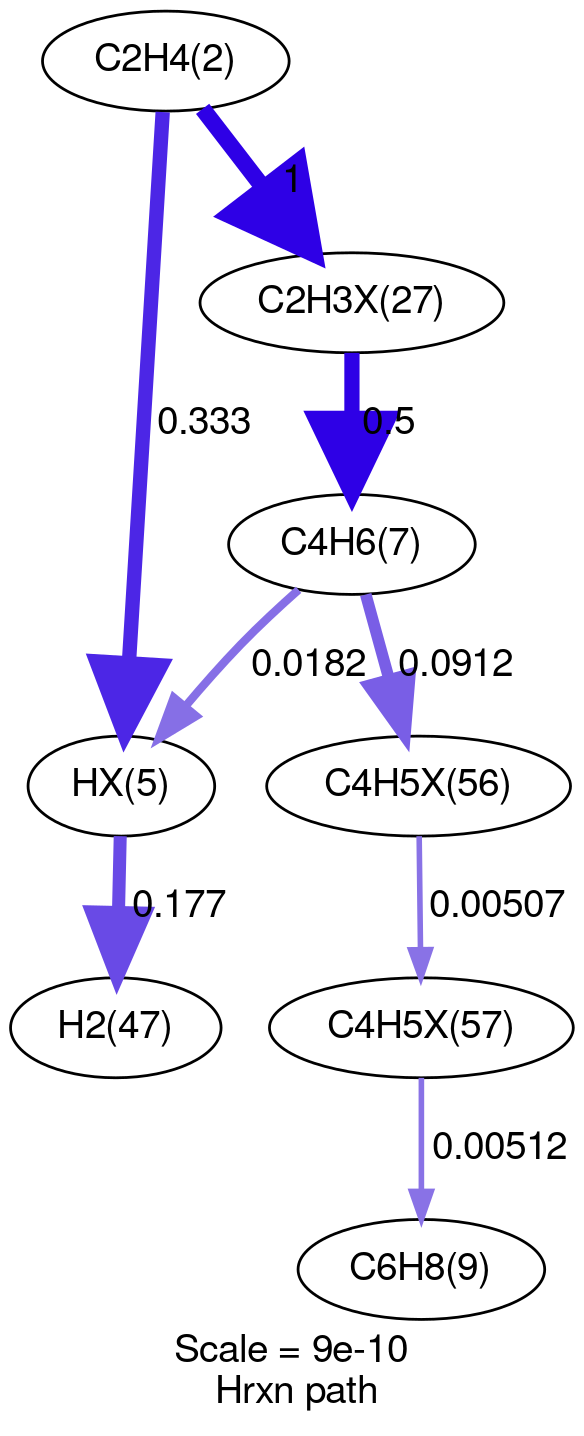 C2H4(2)
1
C2H3X(27)
0.333
0.5
C4H6(7)
0.0182
0.0912
HX(5)
C4H5X(56)
0.177
0.00507
H2(47)
C4H5X(57)
0.00512
C6H8(9)
Scale = 9e-10
Hrxn path